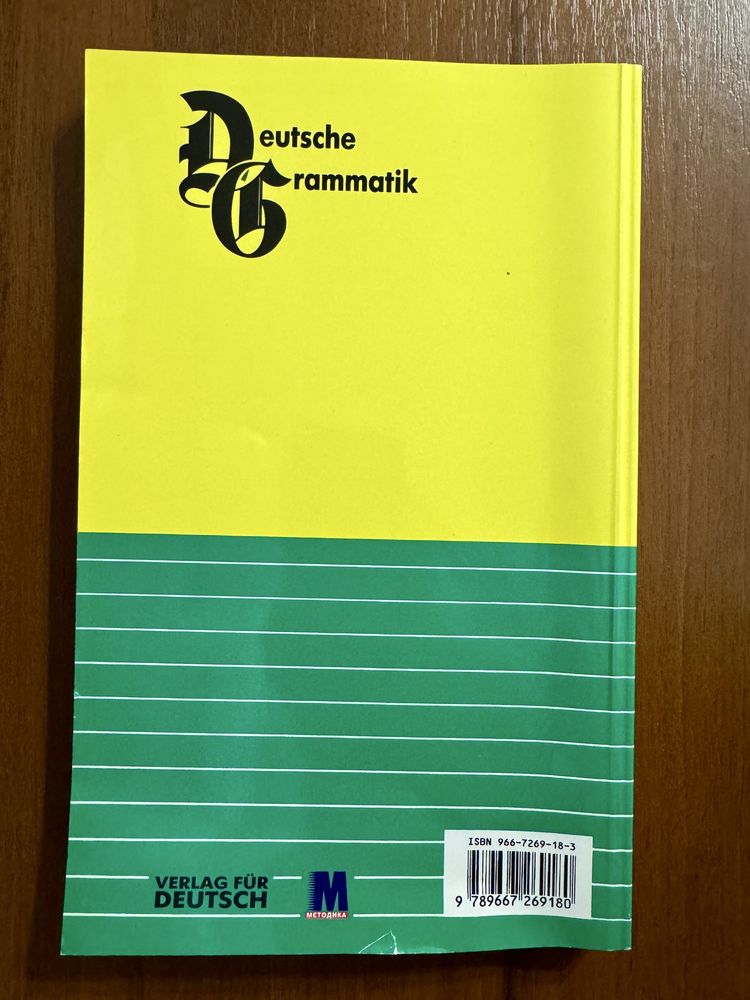 Deutsche
Grammatik
ISBN 966-7269-18-3
9 789667 269180
VERLAG FÜR
DEUTSCH
М
МЕТОДИКА